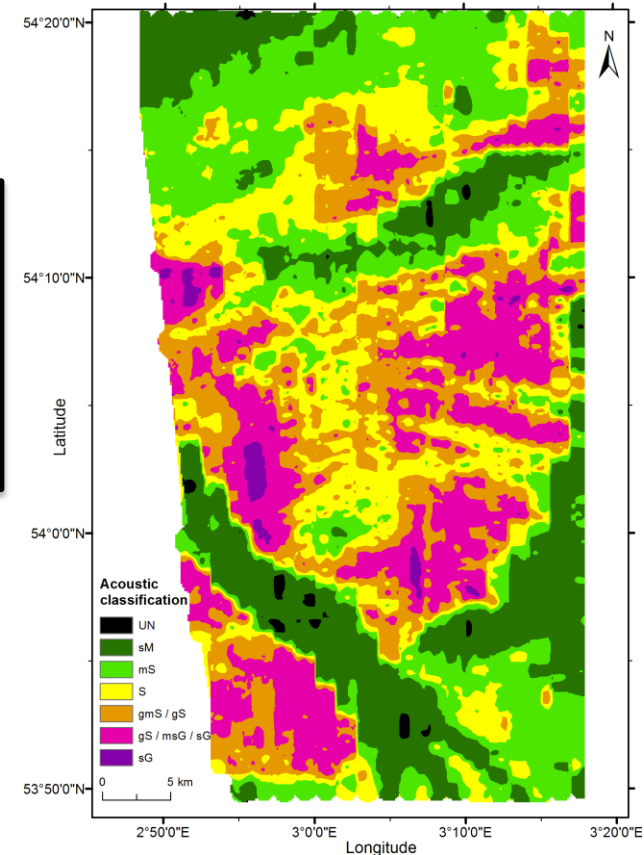 54°20'0"N
N
54°10'0"N
Latitude
54°0'0"N
Acoustic
classification
UN
sM
mS
S
gmS / gS
gS / msG / sG
sG
0 5 km
53°50'0"N
2°50'0"E 3°0'0"E 3°10'0"E 3°20'0"E
Longitude